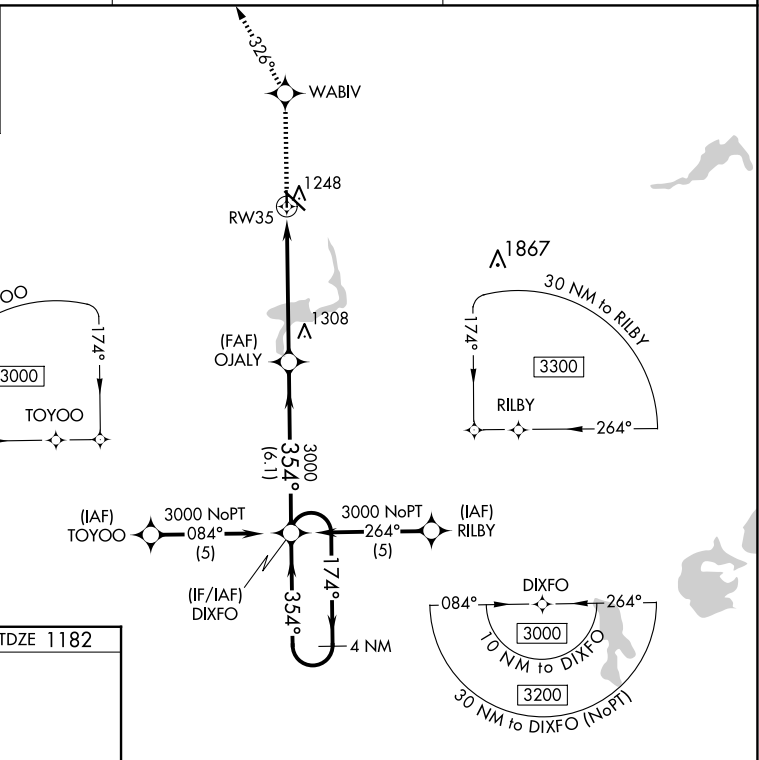 326°
WABIV
1248
RW35
1867
OO
30 NM to RILBY
174°
174°
1308
(FAF)
OJALY
3300
3000
RILBY
TOYOO
264°
3000
354°
(6.1)
(IAF)
TOYOO
3000 NoPT
084°
(5)
3000 NoPT
264°
(5)
(IAF)
RILBY
174°
354°
(IF/IAF)
DIXFO
4 NM
DIXFO
084°
264°
3000
10 NM to DIXFO
3200
30 NM to DIXFO (NoPT)
TDZE 1182